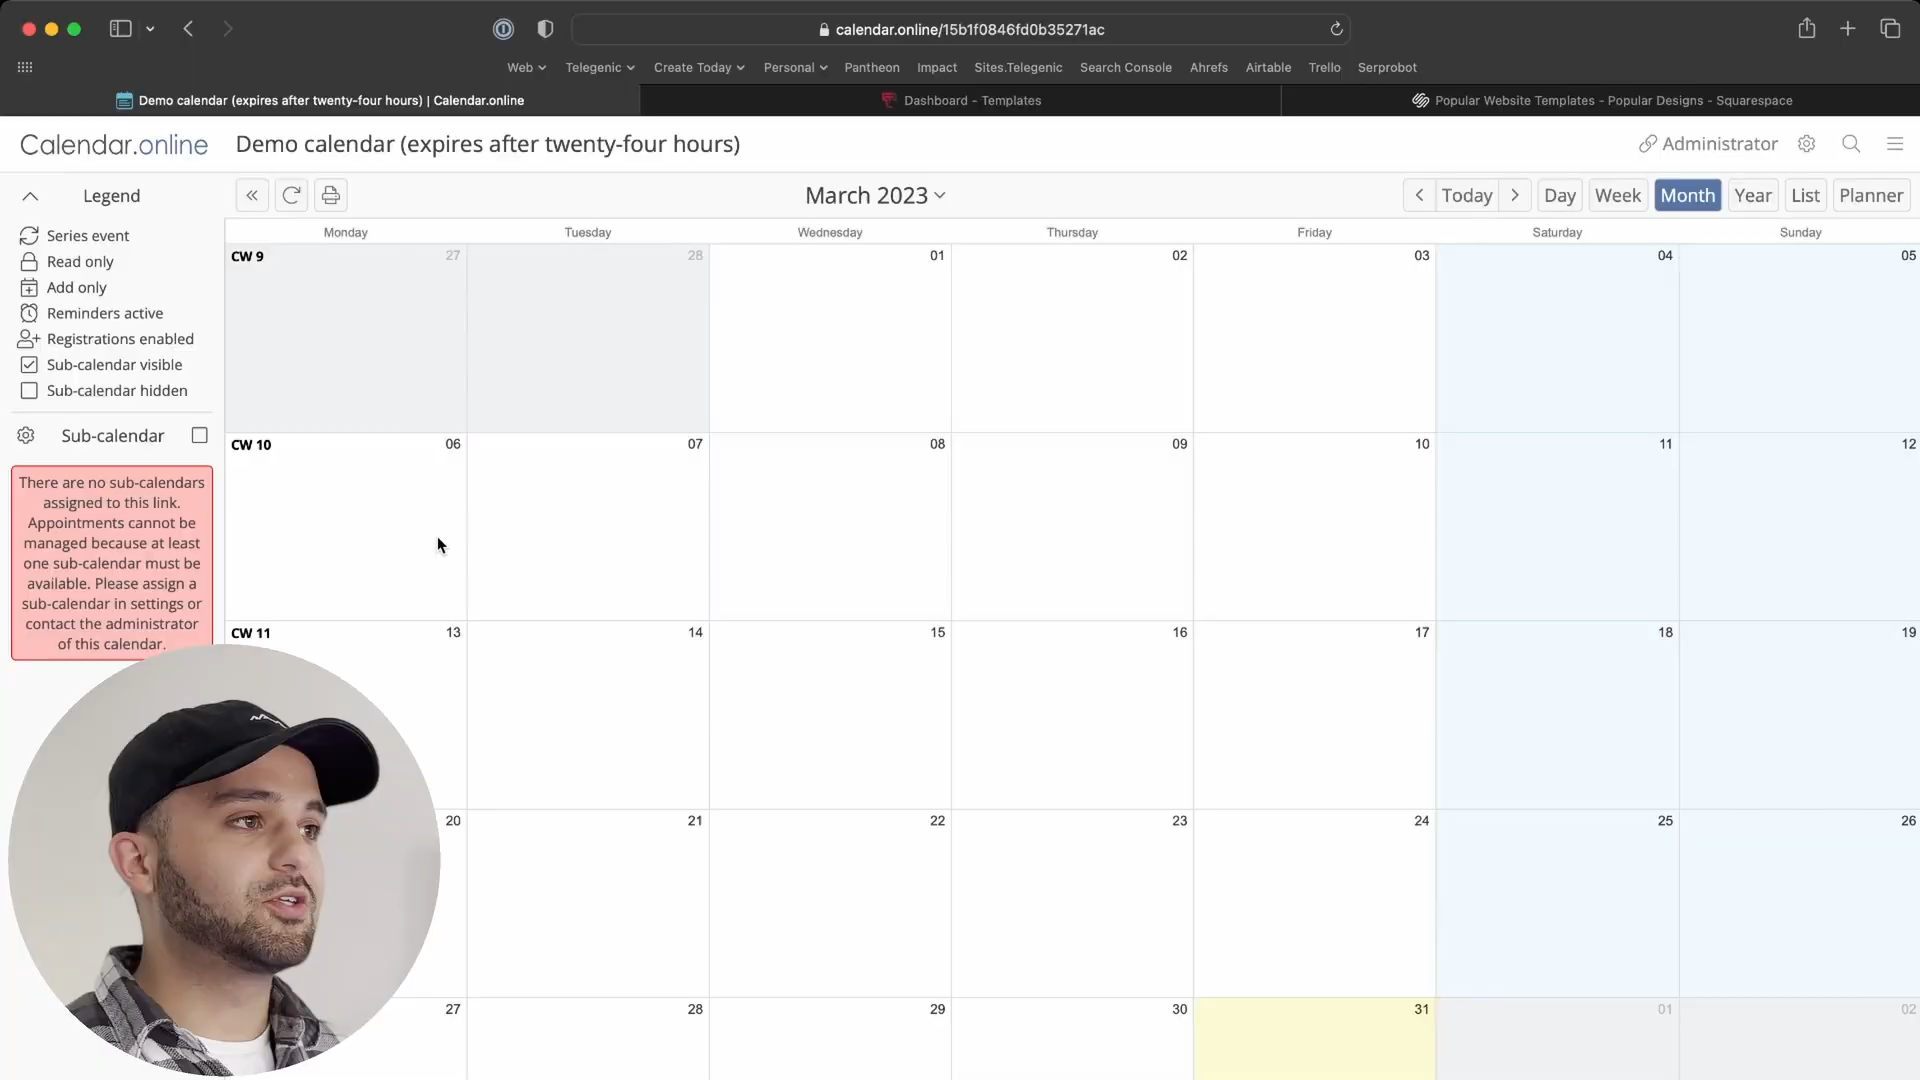 calendar.online/15b1f0846fd0b35271ac
Web Telegenic Create Today Personal Pantheon Impact Sites.Telegenic Search Console Ahrefs Airtable Trello Serprobot
Demo calendar (expires after twenty-four hours) | Calendar.online
Dashboard - Templates
Popular Website Templates - Popular Designs - Squarespace
Calendar.online
Demo calendar (expires after twenty-four hours)
Administrator
Legend
Series event
Read only
Add only
Reminders active
Registrations enabled
Sub-calendar visible
Sub-calendar hidden
Sub-calendar
There are no sub-calendars
assigned to this link.
Appointments cannot be
managed because at least
one sub-calendar must be
available. Please assign a
sub-calendar in settings or
contact the administrator
of this calendar.
March 2023
Today Day Week Month Year List Planner
Monday Tuesday Wednesday Thursday Friday Saturday Sunday
CW 9 27 28 01 02 03 04 05
CW 10 06 07 08 09 10 11 12
CW 11 13 14 15 16 17 18 19
20 21 22 23 24 25 26
27 28 29 30 31 01 02